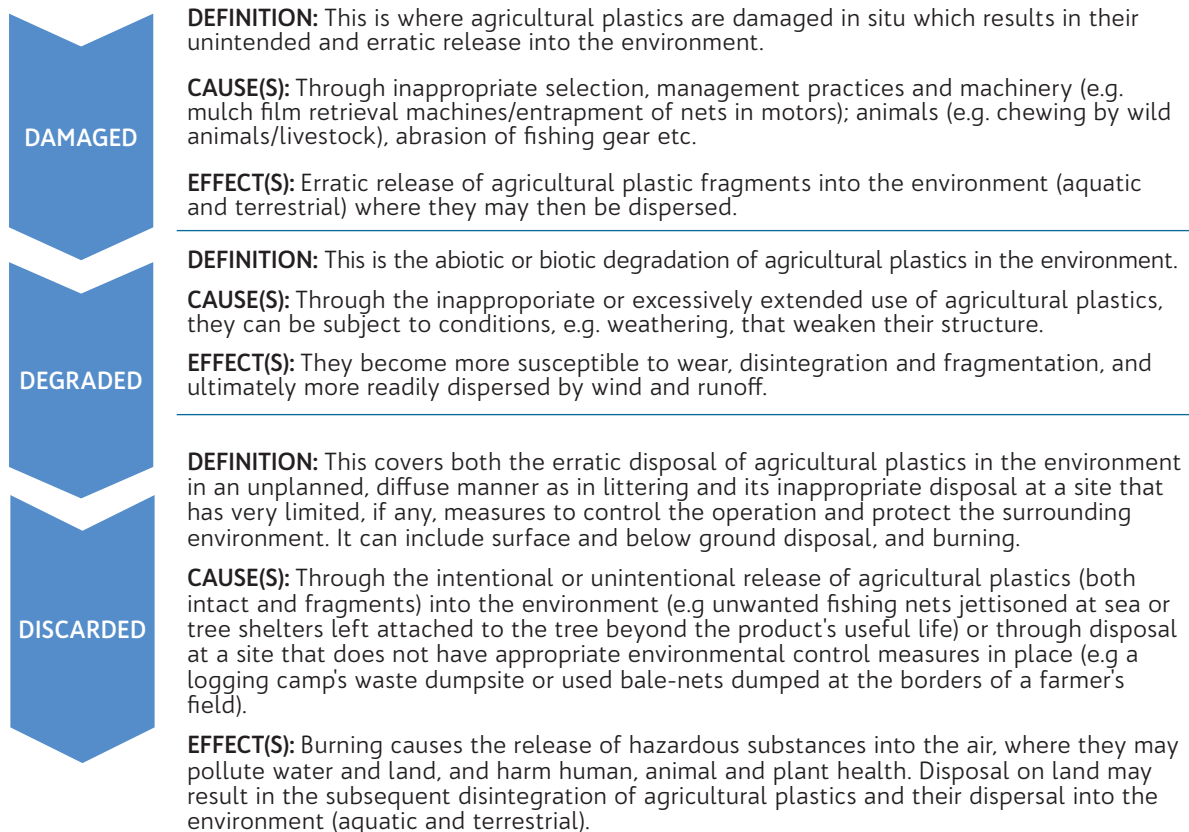 DAMAGED
DEFINITION: This is where agricultural plastics are damaged in situ which results in their
unintended and erratic release into the environment.
CAUSE(S): Through inappropriate selection, management practices and machinery (e.g.
mulch film retrieval machines/entrapment of nets in motors); animals (e.g. chewing by wild
animals/livestock), abrasion of fishing gear etc.
EFFECT(S): Erratic release of agricultural plastic fragments into the environment (aquatic
and terrestrial) where they may then be dispersed.
DEGRADED
DEFINITION: This is the abiotic or biotic degradation of agricultural plastics in the environment.
CAUSE(S): Through the inapproporiate or excessively extended use of agricultural plastics,
they can be subject to conditions, e.g. weathering, that weaken their structure.
EFFECT(S): They become more susceptible to wear, disintegration and fragmentation, and
ultimately more readily dispersed by wind and runoff.
DISCARDED
DEFINITION: This covers both the erratic disposal of agricultural plastics in the environment
in an unplanned, diffuse manner as in littering and its inappropriate disposal at a site that
has very limited, if any, measures to control the operation and protect the surrounding
environment. It can include surface and below ground disposal, and burning.
CAUSE(S): Through the intentional or unintentional release of agricultural plastics (both
intact and fragments) into the environment (e.g unwanted fishing nets jettisoned at sea or
tree shelters left attached to the tree beyond the product's useful life) or through disposal
at a site that does not have appropriate environmental control measures in place (e.g a
logging camp's waste dumpsite or used bale-nets dumped at the borders of a farmer's
field).
EFFECT(S): Burning causes the release of hazardous substances into the air, where they may
pollute water and land, and harm human, animal and plant health. Disposal on land may
result in the subsequent disintegration of agricultural plastics and their dispersal into the
environment (aquatic and terrestrial).